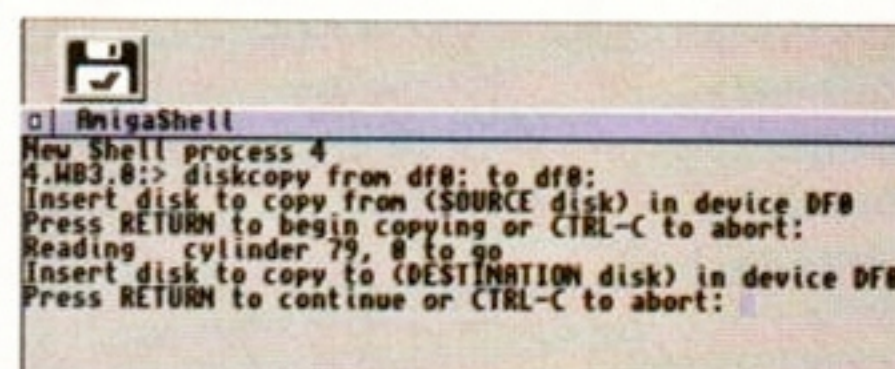 AmigaShell
New Shell process 4
4.WB3.0:> diskcopy from df0: to df0:
Insert disk to copy from (SOURCE disk) in device DF0
Press RETURN to begin copying or CTRL-C to abort:
Reading cylinder 79, 0 to go
Insert disk to copy to (DESTINATION disk) in device DF0
Press RETURN to continue or CTRL-C to abort: